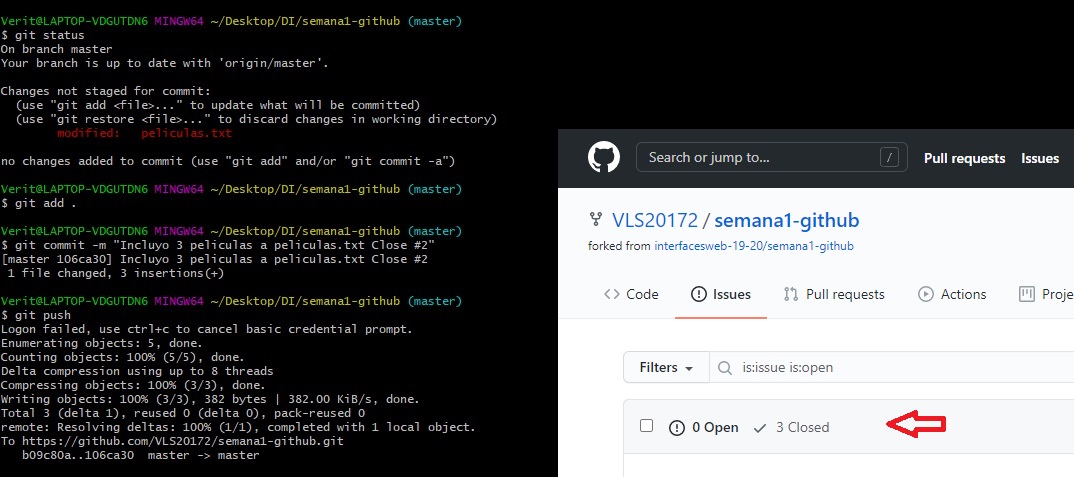 Verit@LAPTOP-VDGUTDN6 MINGW64 ~/Desktop/DI/semana1-github (master)
$ git status
On branch master
Your branch is up to date with 'origin/master'.
Changes not staged for commit:
(use "git add <file>..." to update what will be committed)
(use "git restore <file>..." to discard changes in working directory)
modified: peliculas.txt
no changes added to commit (use "git add" and/or "git commit -a")
Verit@LAPTOP-VDGUTDN6 MINGW64 ~/Desktop/DI/semana1-github (master)
$ git add .
Verit@LAPTOP-VDGUTDN6 MINGW64 ~/Desktop/DI/semana1-github (master)
$ git commit -m "Incluyo 3 peliculas a peliculas.txt Close #2"
[master 106ca30] Incluyo 3 peliculas a peliculas.txt Close #2
1 file changed, 3 insertions(+)
Verit@LAPTOP-VDGUTDN6 MINGW64 ~/Desktop/DI/semana1-github (master)
$ git push
Logon failed, use ctrl+c to cancel basic credential prompt.
Enumerating objects: 5, done.
Counting objects: 100% (5/5), done.
Delta compression using up to 8 threads
Compressing objects: 100% (3/3), done.
Writing objects: 100% (3/3), 382 bytes | 382.00 KiB/s, done.
Total 3 (delta 1), reused 0 (delta 0), pack-reused 0
remote: Resolving deltas: 100% (1/1), completed with 1 local object.
To https://github.com/VLS20172/semana1-github.git
b09c80a..106ca30 master -> master
Search or jump to... / Pull requests Issues
VLS20172 / semana1-github
forked from interfacesweb-19-20/semana1-github
Code Issues Pull requests Actions Proje
Filters is:issue is:open
0 Open 3 Closed